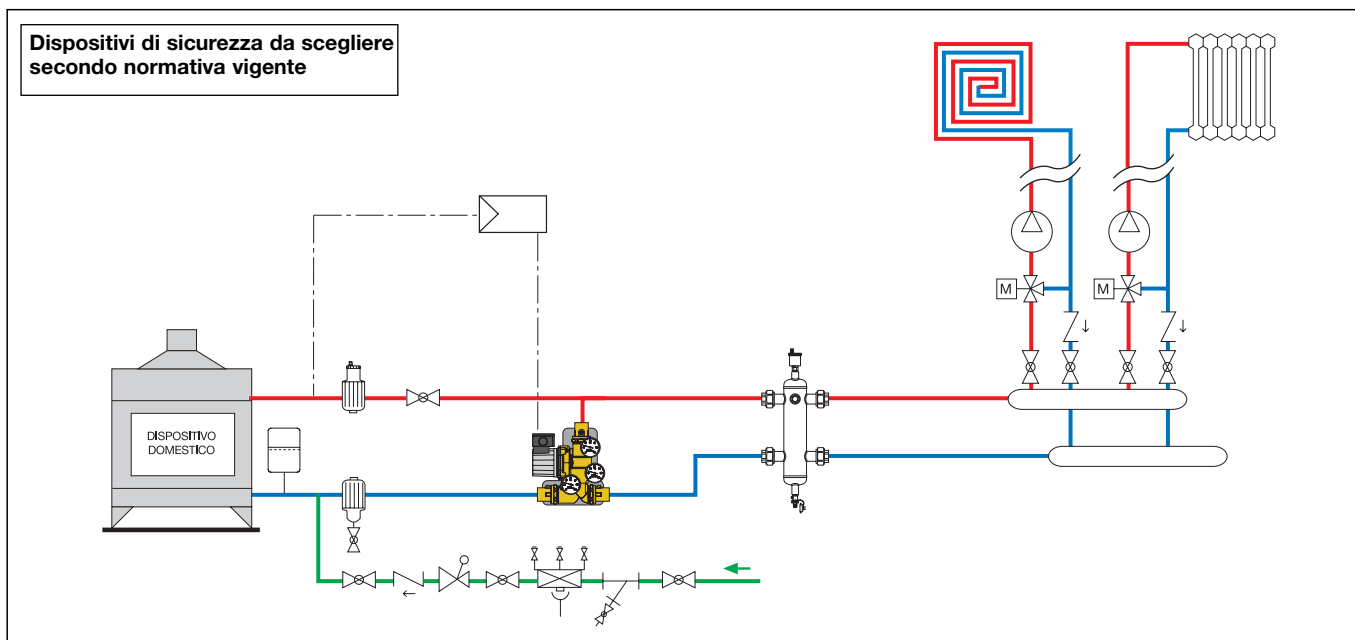 Dispositivi di sicurezza da scegliere
secondo normativa vigente
M
M
DISPOSITIVO
DOMESTICO